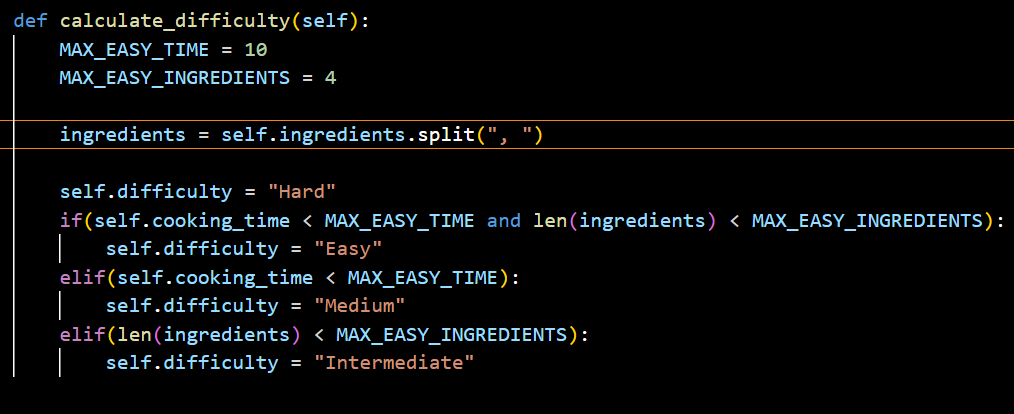 def calculate_difficulty(self):
    MAX_EASY_TIME = 10
    MAX_EASY_INGREDIENTS = 4
    ingredients = self.ingredients.split(", ")
    self.difficulty = "Hard"
    if(self.cooking_time < MAX_EASY_TIME and len(ingredients) < MAX_EASY_INGREDIENTS):
        self.difficulty = "Easy"
    elif(self.cooking_time < MAX_EASY_TIME):
        self.difficulty = "Medium"
    elif(len(ingredients) < MAX_EASY_INGREDIENTS):
        self.difficulty = "Intermediate"